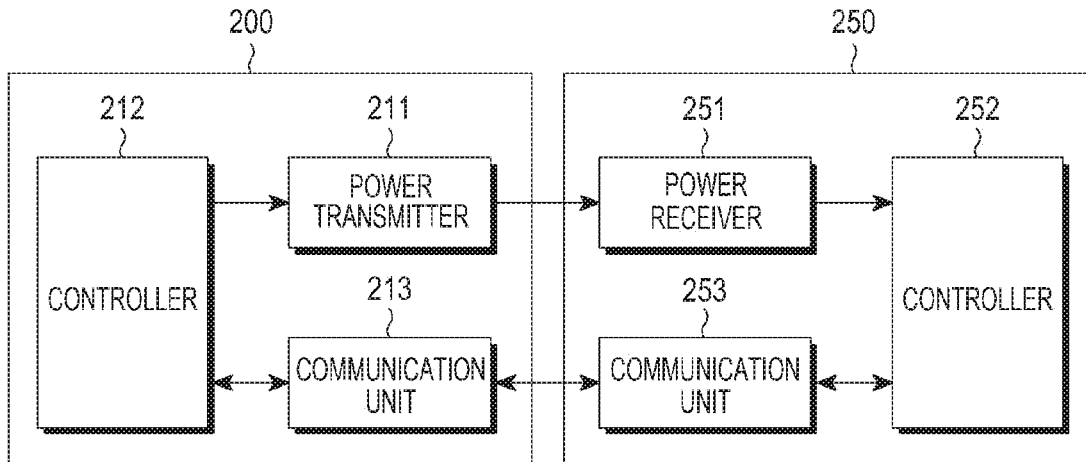 200
250
212
211
251
252
POWER
TRANSMITTER
POWER
RECEIVER
CONTROLLER
213
253
CONTROLLER
COMMUNICATION
UNIT
COMMUNICATION
UNIT